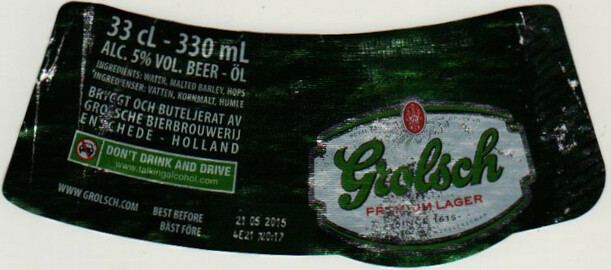 33 cL - 330 mL
ALC. 5% VOL. BEER - ÖL
INGREDIENTS: WATER, MALTED BARLEY, HOPS
INGREDIENSER: VATTEN, KORNMALT, HUMLE
BRYGGT OCH BUTELJERAT AV
GROLSCHE BIERBROUWERIJ
ENSCHEDE - HOLLAND
DON'T DRINK AND DRIVE
www.talkingalcohol.com
WWW.GROLSCH.COM
BEST BEFORE
BÄST FÖRE
21 05 2015
Grolsch
PREMIUM LAGER
SINCE 1615